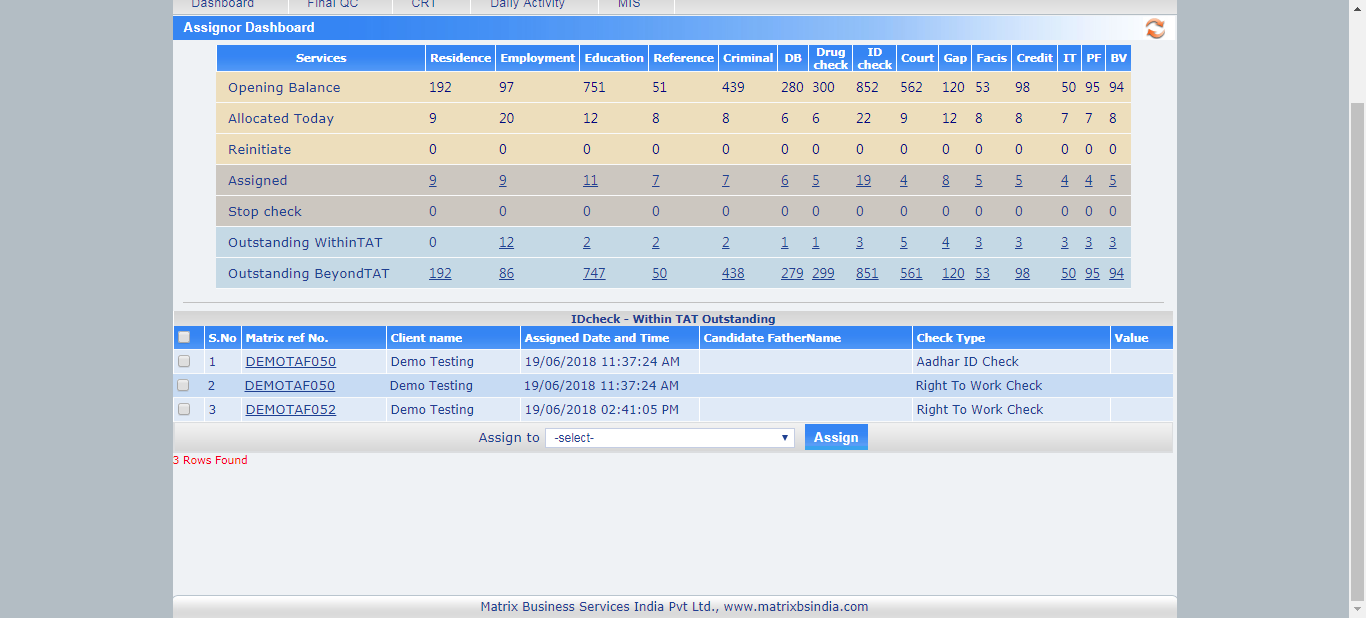 Dashboard Final QC CRT Daily Activity MIS
Assignor Dashboard
Services Residence Employment Education Reference Criminal DB Drug check ID check Court Gap Facis Credit IT PF BV
Opening Balance 192 97 751 51 439 280 300 852 562 120 53 98 50 95 94
Allocated Today 9 20 12 8 8 6 6 22 9 12 8 8 7 7 8
Reinitiate 0 0 0 0 0 0 0 0 0 0 0 0 0 0 0
Assigned 9 9 11 7 7 6 5 19 4 8 5 5 4 4 5
Stop check 0 0 0 0 0 0 0 0 0 0 0 0 0 0 0
Outstanding WithinTAT 0 12 2 2 2 1 1 3 5 4 3 3 3 3 3
Outstanding BeyondTAT 192 86 747 50 438 279 299 851 561 120 53 98 50 95 94
IDcheck - Within TAT Outstanding
S.No Matrix ref No. Client name Assigned Date and Time Candidate FatherName Check Type Value
1 DEMOTAF050 Demo Testing 19/06/2018 11:37:24 AM Aadhar ID Check
2 DEMOTAF050 Demo Testing 19/06/2018 11:37:24 AM Right To Work Check
3 DEMOTAF052 Demo Testing 19/06/2018 02:41:05 PM Right To Work Check
Assign to -select- Assign
3 Rows Found
Matrix Business Services India Pvt Ltd., www.matrixbsindia.com